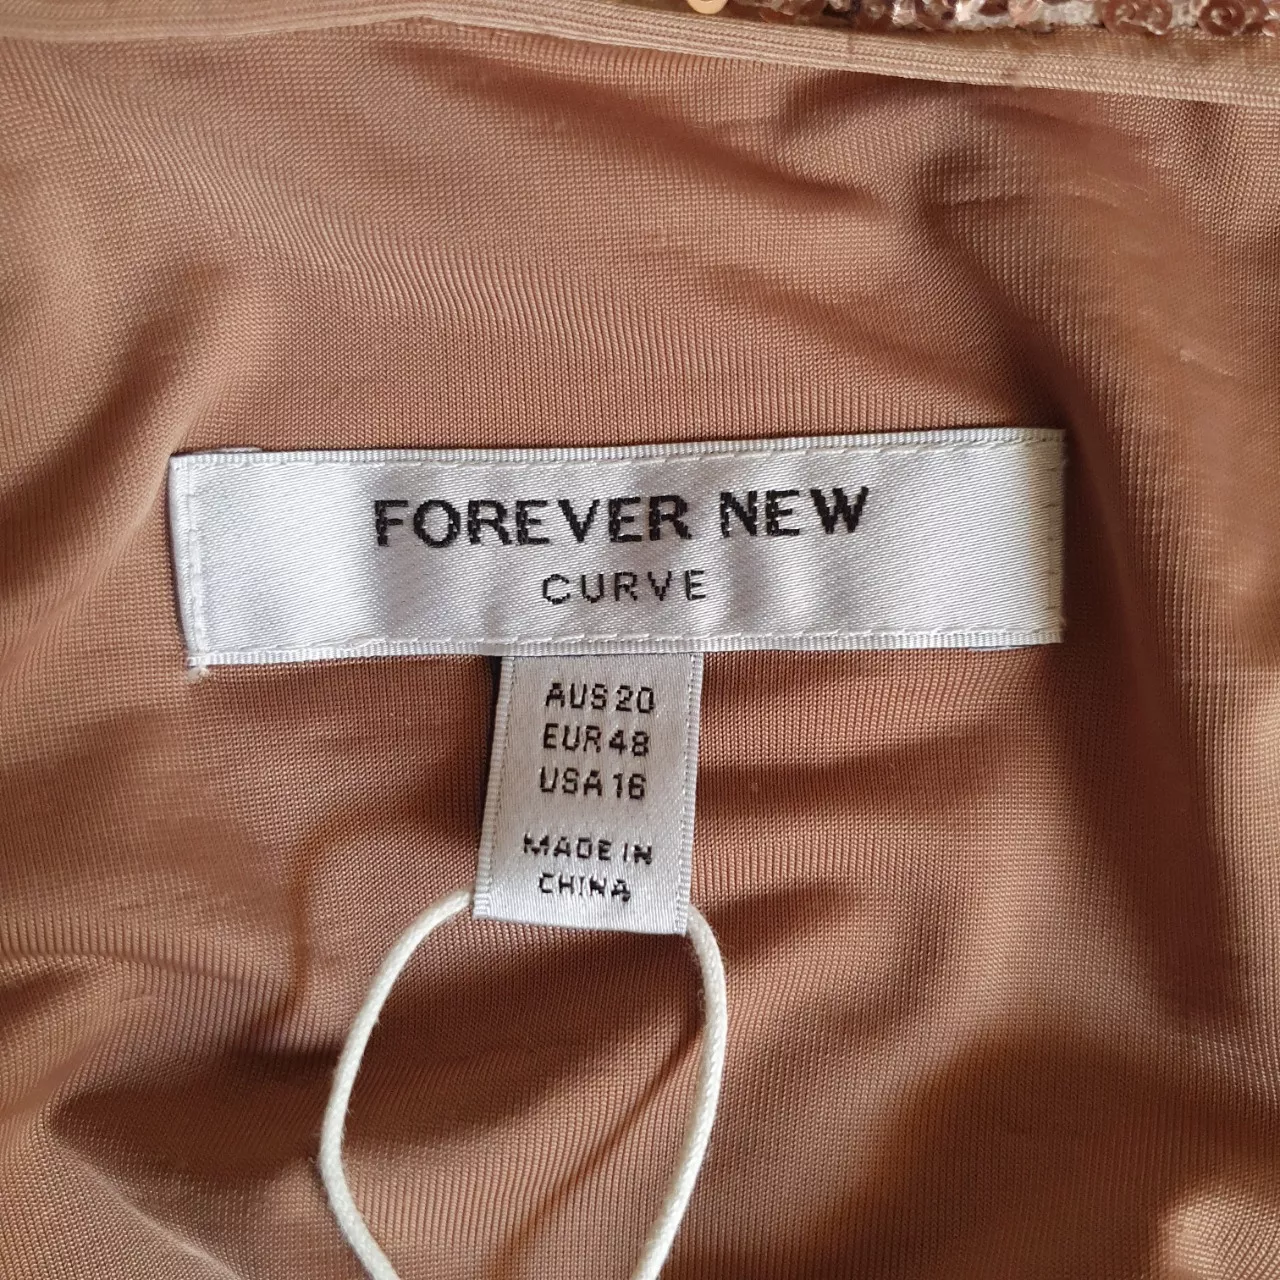 FOREVER NEW
CURVE
AUS 20
EUR 48
USA 16
MADE IN
CHINA